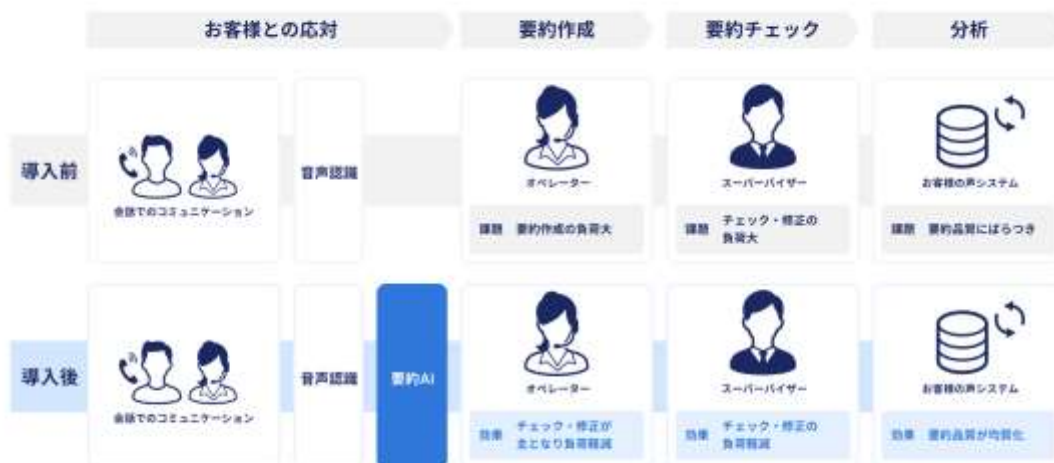 お客様との応対
要約作成
要約チェック
分析
導入前
会話でのコミュニケーション
音声認識
オペレーター
課題 要約作成の負荷大
スーパーバイザー
課題 チェック・修正の
負荷大
お客様の声システム
課題 要約品質にばらつき
導入後
会話でのコミュニケーション
音声認識
要約AI
オペレーター
効果 チェック・修正が
主となり負荷軽減
スーパーバイザー
効果 チェック・修正の
負荷軽減
お客様の声システム
効果 要約品質が均質化